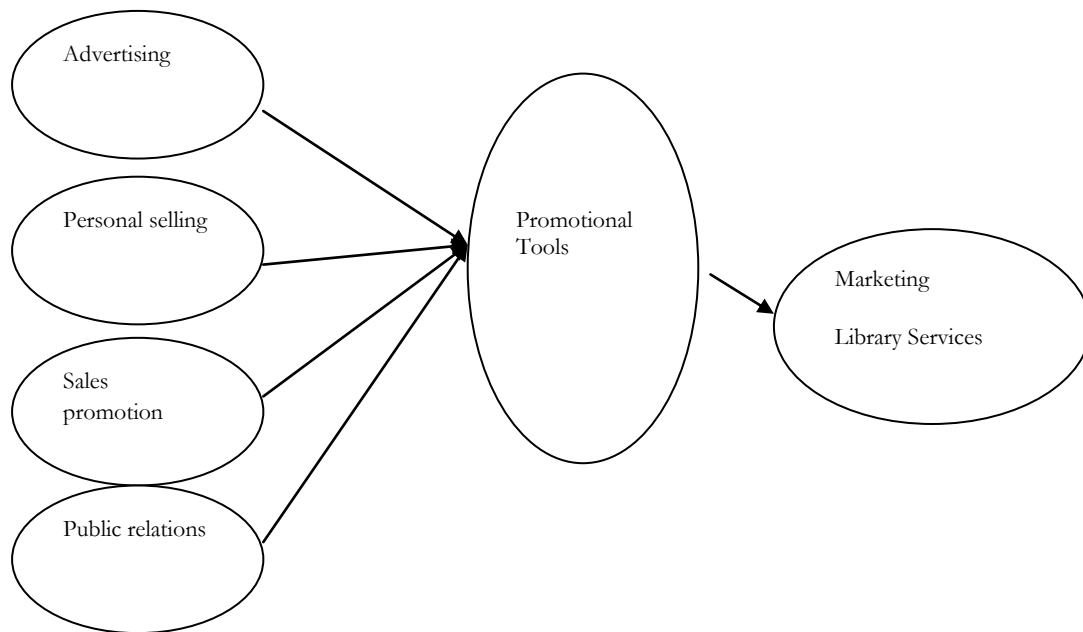 Advertising
Personal selling
Sales
promotion
Public relations
Promotional
Tools
Marketing
Library Services